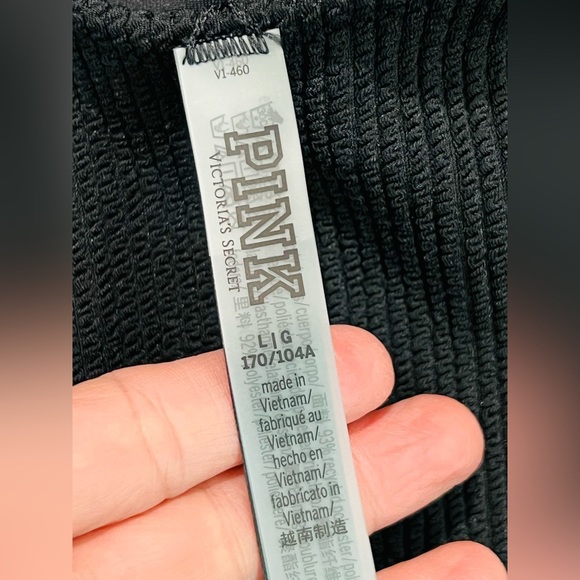 V1-460
PINK
VICTORIA'S SECRET
L|G
170/104A
made in
Vietnam/
fabriqué au
Vietnam/
hecho en
Vietnam/
fabbricato in
Vietnam/
越南制造